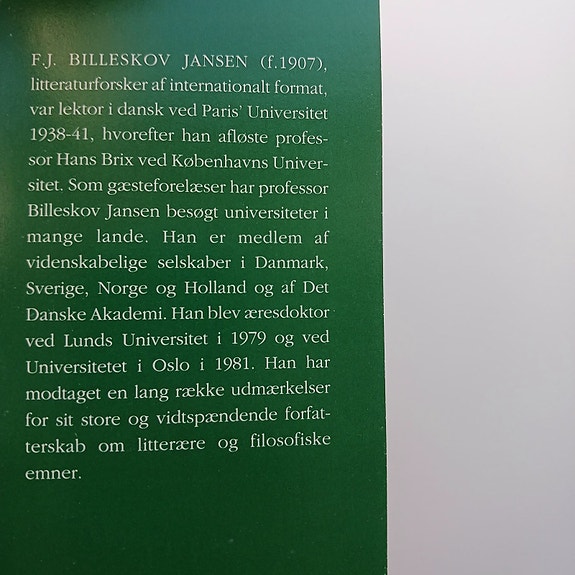 F.J. BILLESKOV JANSEN (f.1907),
litteraturforsker af internationalt format,
var lektor i dansk ved Paris' Universitet
1938-41, hvorefter han afløste profes-
sor Hans Brix ved Københavns Univer-
sitet. Som gæsteforelæser har professor
Billeskov Jansen besøgt universiteter i
mange lande. Han er medlem af
videnskabelige selskaber i Danmark,
Sverige, Norge og Holland og af Det
Danske Akademi. Han blev æresdoktor
ved Lunds Universitet i 1979 og ved
Universitetet i Oslo i 1981. Han har
modtaget en lang række udmærkelser
for sit store og vidtspændende forfat-
terskab om litterære og filosofiske
emner.